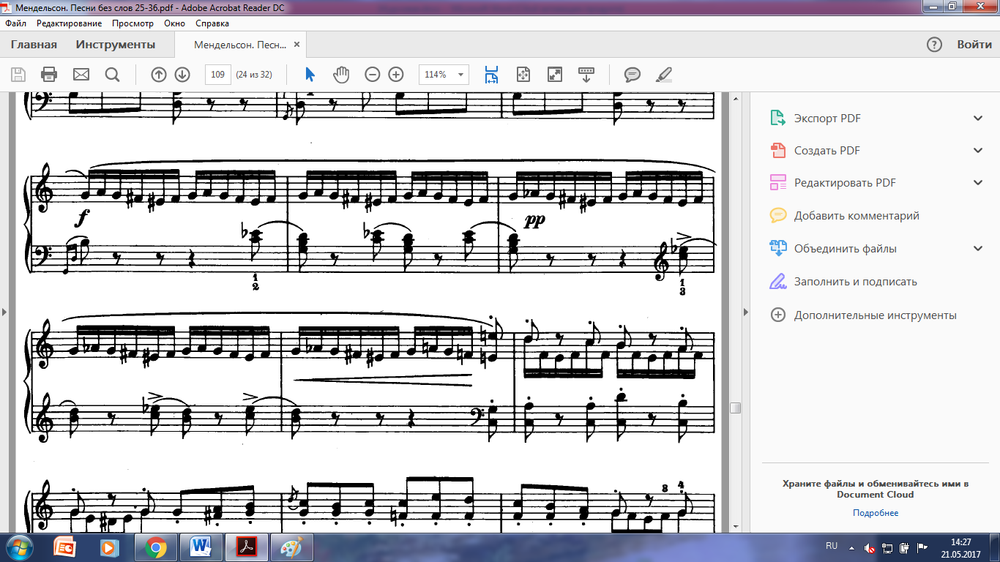 Мендельсон. Песни без слов 25-36.pdf - Adobe Acrobat Reader DC
Файл Редактирование Просмотр Окно Справка
Главная Инструменты Мендельсон. Песн... × Войти
109 (24 из 32) 114%
Экспорт PDF
Создать PDF
Редактировать PDF
Добавить комментарий
Объединить файлы
Заполнить и подписать
Дополнительные инструменты
f
pp
1
2
1
3
3 4
Храните файлы и обменивайтесь ими в
Document Cloud
Подробнее
RU 14:27
21.05.2017